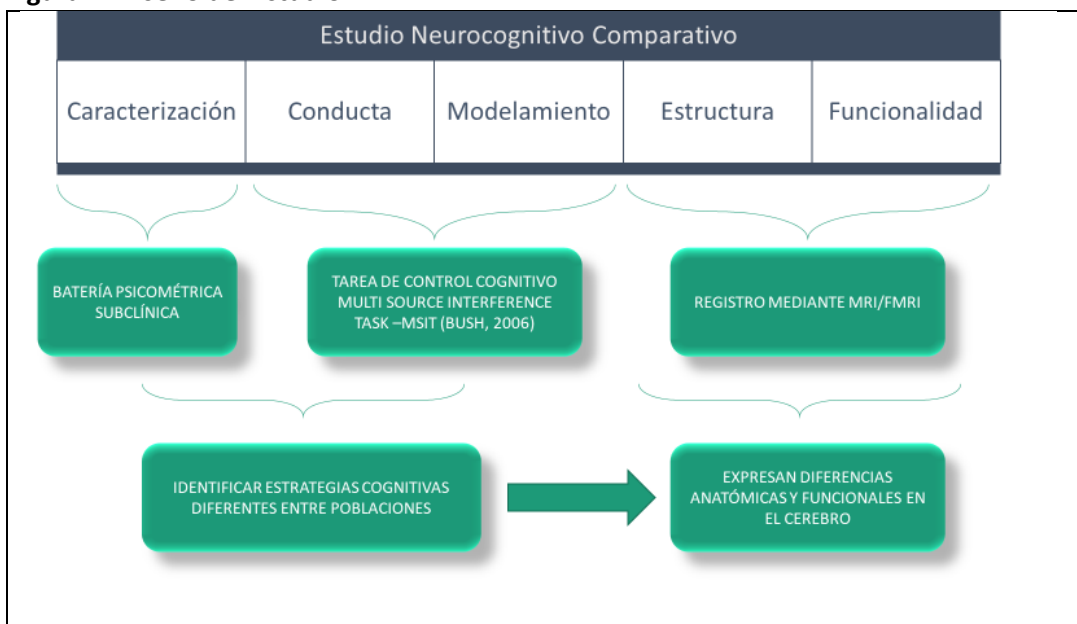 Estudio Neurocognitivo Comparativo
Caracterización
Conducta
Modelamiento
Estructura
Funcionalidad
BATERÍA PSICOMÉTRICA
SUBCLÍNICA
TAREA DE CONTROL COGNITIVO
MULTI SOURCE INTERFERENCE
TASK –MSIT (BUSH, 2006)
REGISTRO MEDIANTE MRI/FMRI
IDENTIFICAR ESTRATEGIAS COGNITIVAS
DIFERENTES ENTRE POBLACIONES
EXPRESAN DIFERENCIAS
ANATÓMICAS Y FUNCIONALES EN
EL CEREBRO